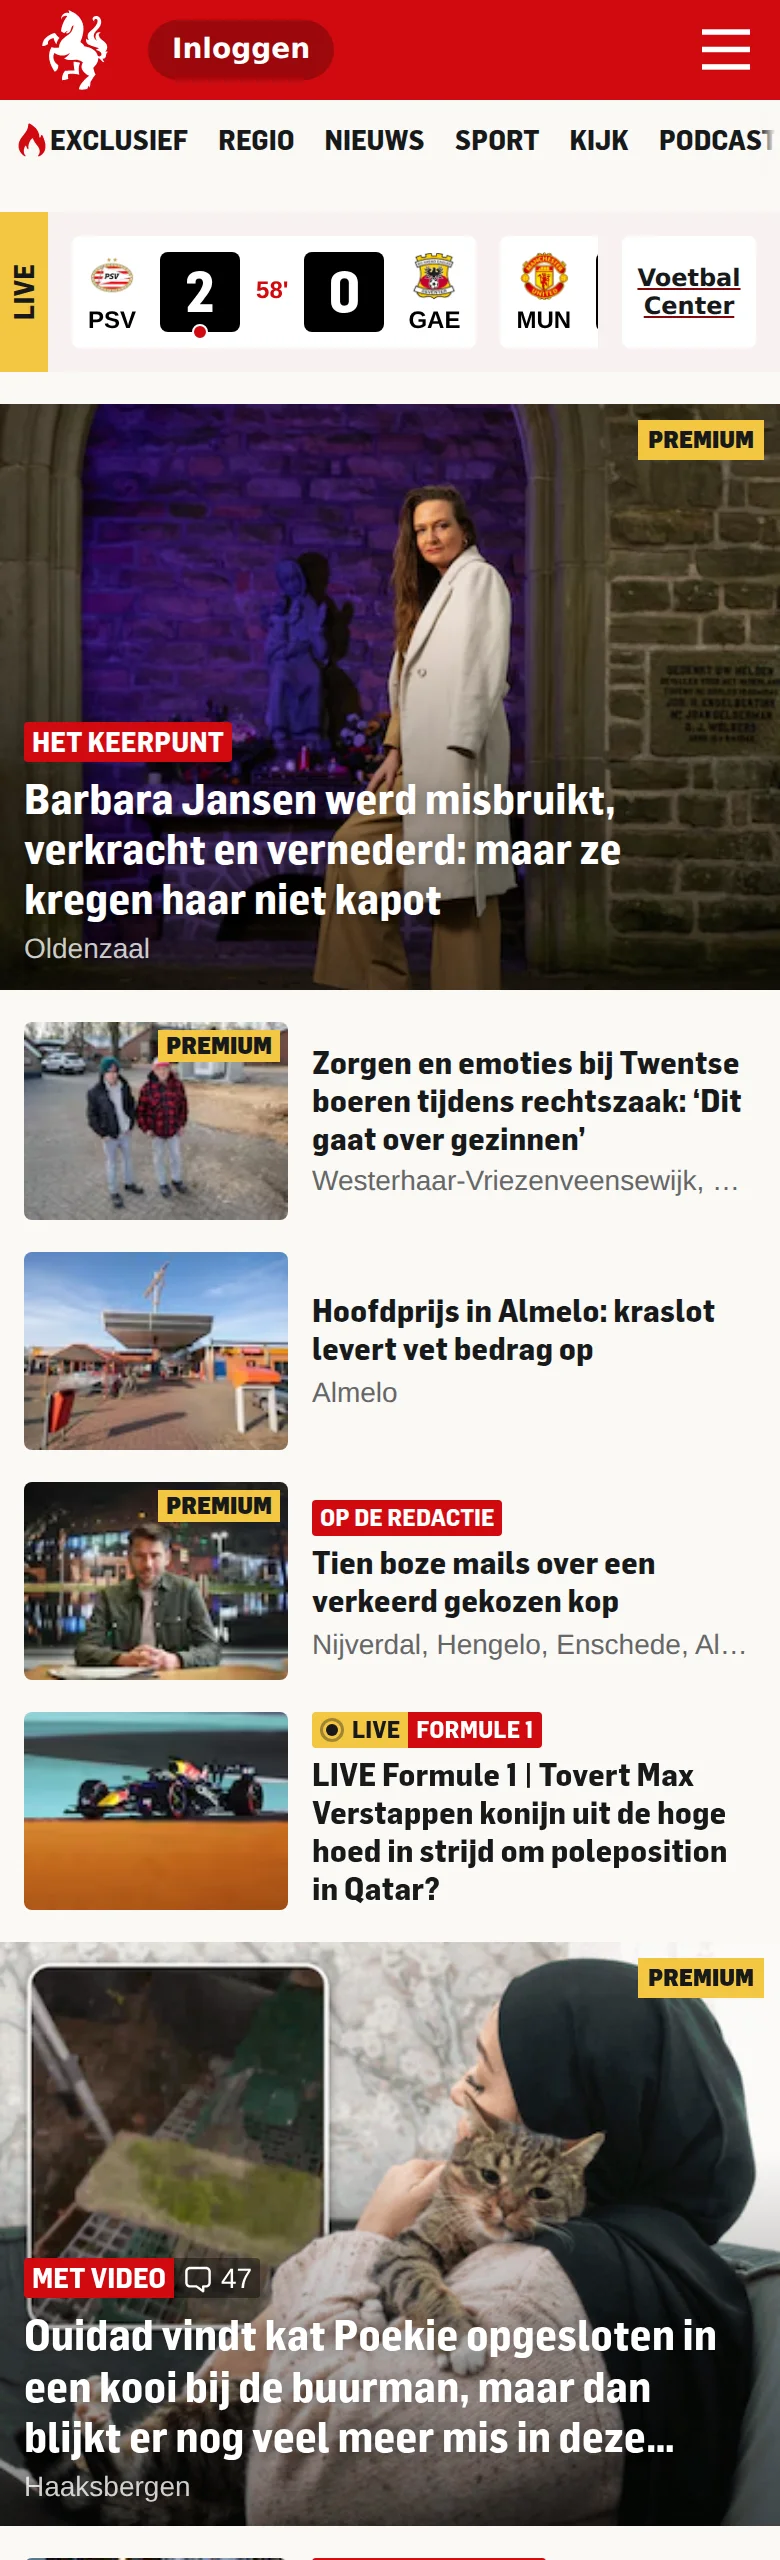 Inloggen
EXCLUSIEF REGIO NIEUWS SPORT KIJK PODCAST
LIVE
PSV
PSV
2
58'
0
GAE
MANCHESTER
UNITED
MUN
Voetbal
Center
PREMIUM
GEDENKT UW HELDEN
HET KEERPUNT
Barbara Jansen werd misbruikt,
verkracht en vernederd: maar ze
kregen haar niet kapot
Oldenzaal
PREMIUM
Zorgen en emoties bij Twentse
boeren tijdens rechtszaak: ‘Dit
gaat over gezinnen’
Westerhaar-Vriezenveensewijk, …
Hoofdprijs in Almelo: kraslot
levert vet bedrag op
Almelo
PREMIUM
OP DE REDACTIE
Tien boze mails over een
verkeerd gekozen kop
Nijverdal, Hengelo, Enschede, Al…
LIVE FORMULE 1
LIVE Formule 1 | Tovert Max
Verstappen konijn uit de hoge
hoed in strijd om poleposition
in Qatar?
PREMIUM
MET VIDEO 47
Ouidad vindt kat Poekie opgesloten in
een kooi bij de buurman, maar dan
blijkt er nog veel meer mis in deze...
Haaksbergen